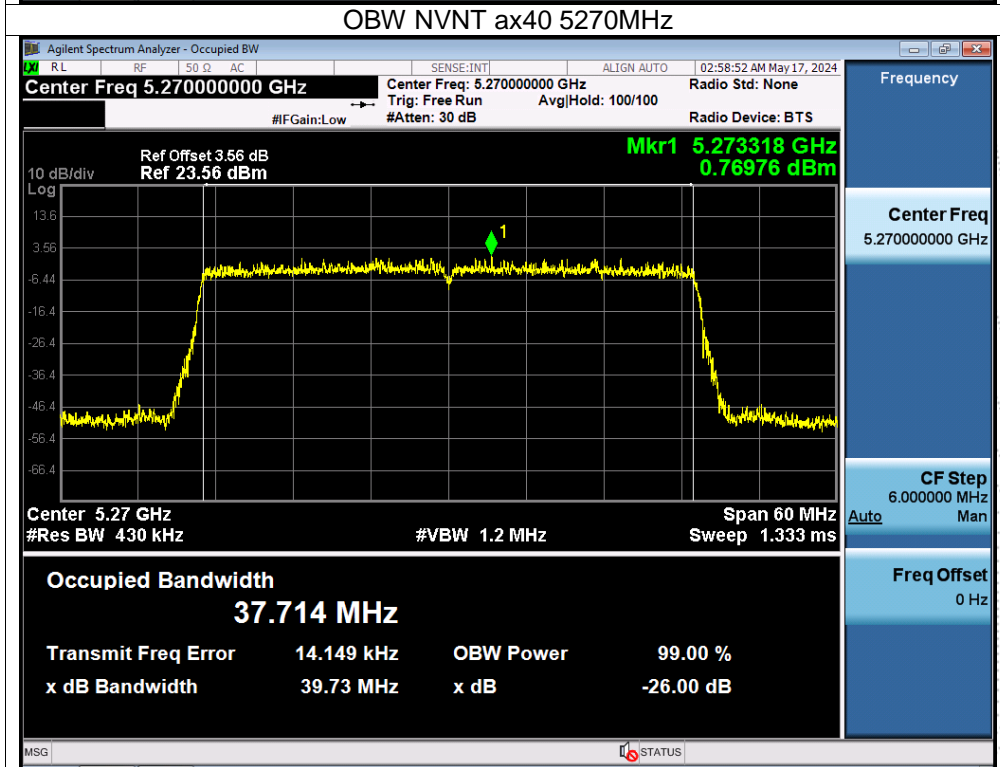 OBW NVNT ax40 5270MHz
Agilent Spectrum Analyzer - Occupied BW
LXI RL RF 50 Ω AC SENSE:INT ALIGN AUTO 02:58:52 AM May 17, 2024
Center Freq 5.270000000 GHz
Center Freq: 5.270000000 GHz Radio Std: None
Trig: Free Run Avg|Hold: 100/100
#IFGain:Low #Atten: 30 dB Radio Device: BTS
Mkr1 5.273318 GHz
0.76976 dBm
Ref Offset 3.56 dB
10 dB/div Ref 23.56 dBm
Log
13.6
1
3.56
-6.44
-16.4
-26.4
-36.4
-46.4
-56.4
-66.4
Center 5.27 GHz Span 60 MHz
#Res BW 430 kHz #VBW 1.2 MHz Sweep 1.333 ms
Occupied Bandwidth
37.714 MHz
Transmit Freq Error 14.149 kHz OBW Power 99.00 %
x dB Bandwidth 39.73 MHz x dB -26.00 dB
MSG STATUS
Frequency
Center Freq
5.270000000 GHz
CF Step
6.000000 MHz
Auto Man
Freq Offset
0 Hz